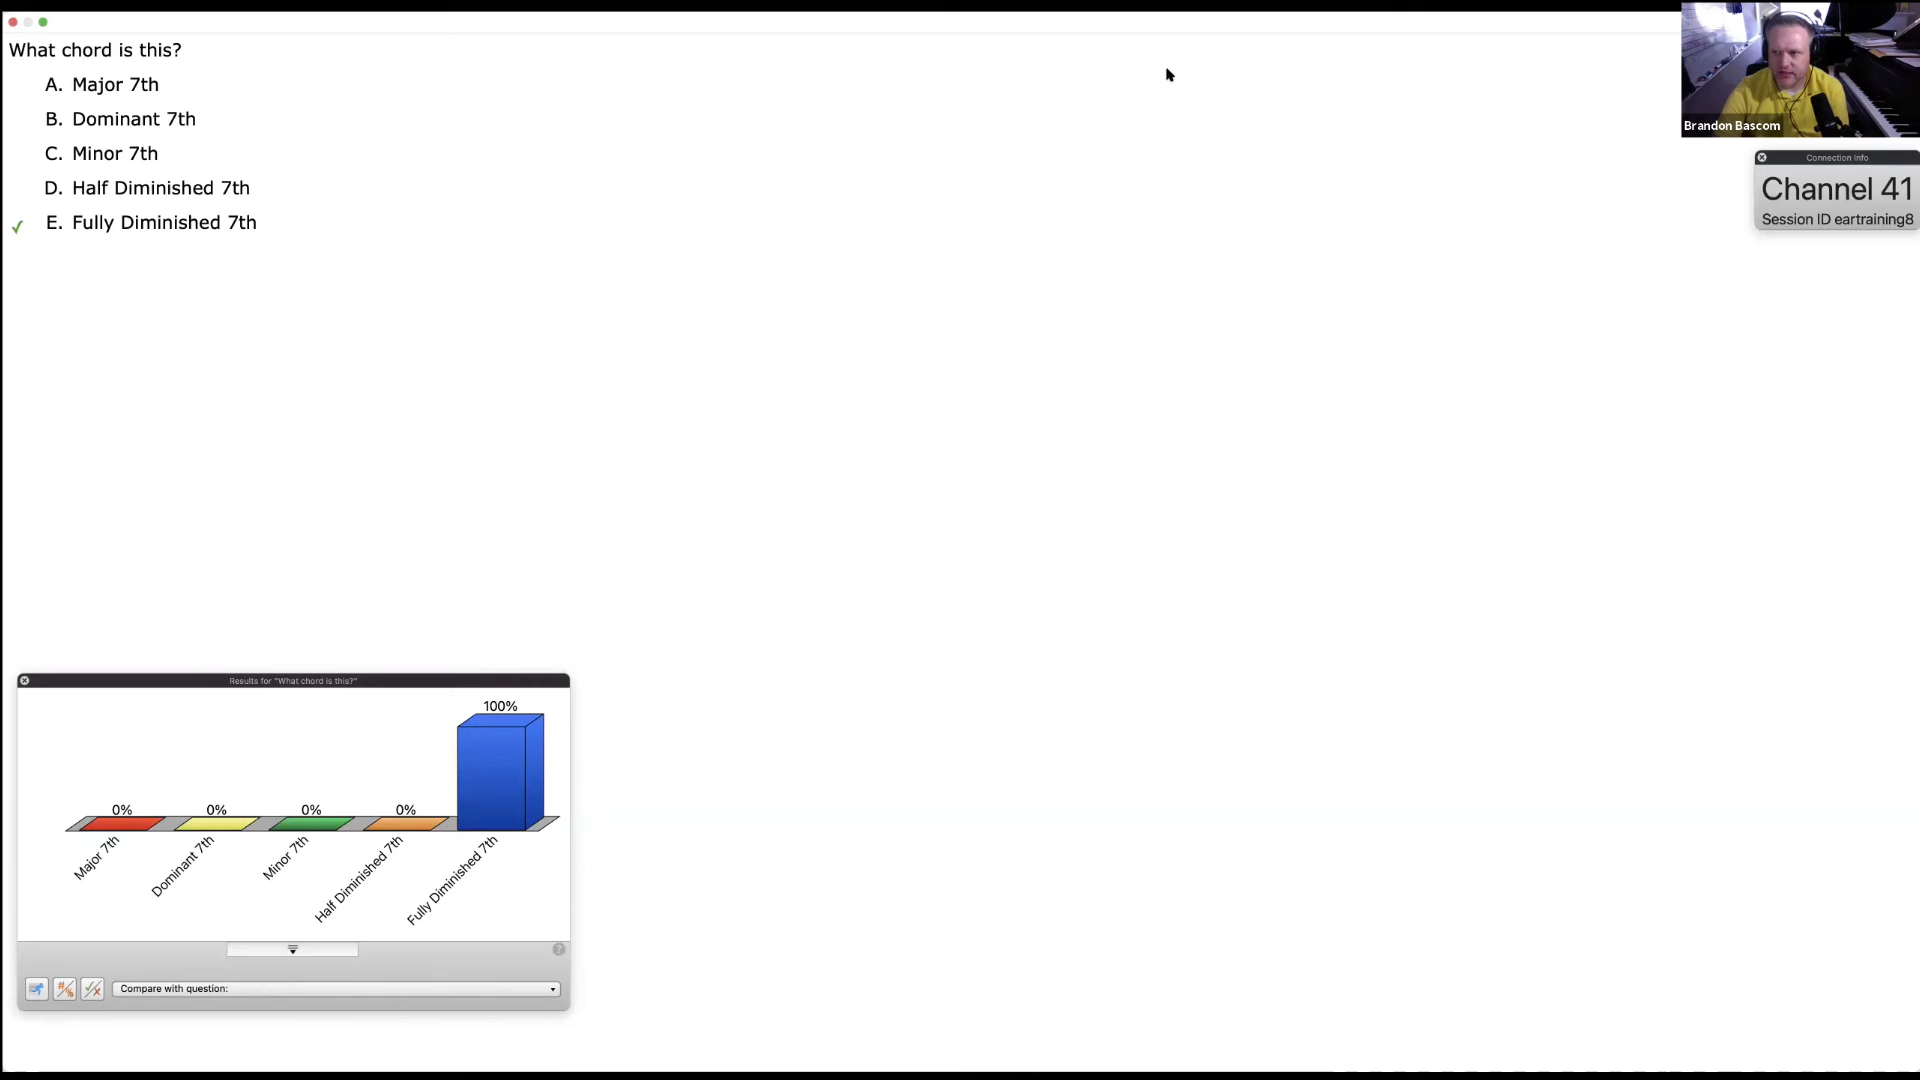 What chord is this?
A. Major 7th
B. Dominant 7th
C. Minor 7th
D. Half Diminished 7th
E. Fully Diminished 7th
Brandon Bascom
Connection Info
Channel 41
Session ID eartraining8
Results for "What chord is this?"
100%
0%
0%
0%
0%
Major 7th
Dominant 7th
Minor 7th
Half Diminished 7th
Fully Diminished 7th
?
#/%
Compare with question: